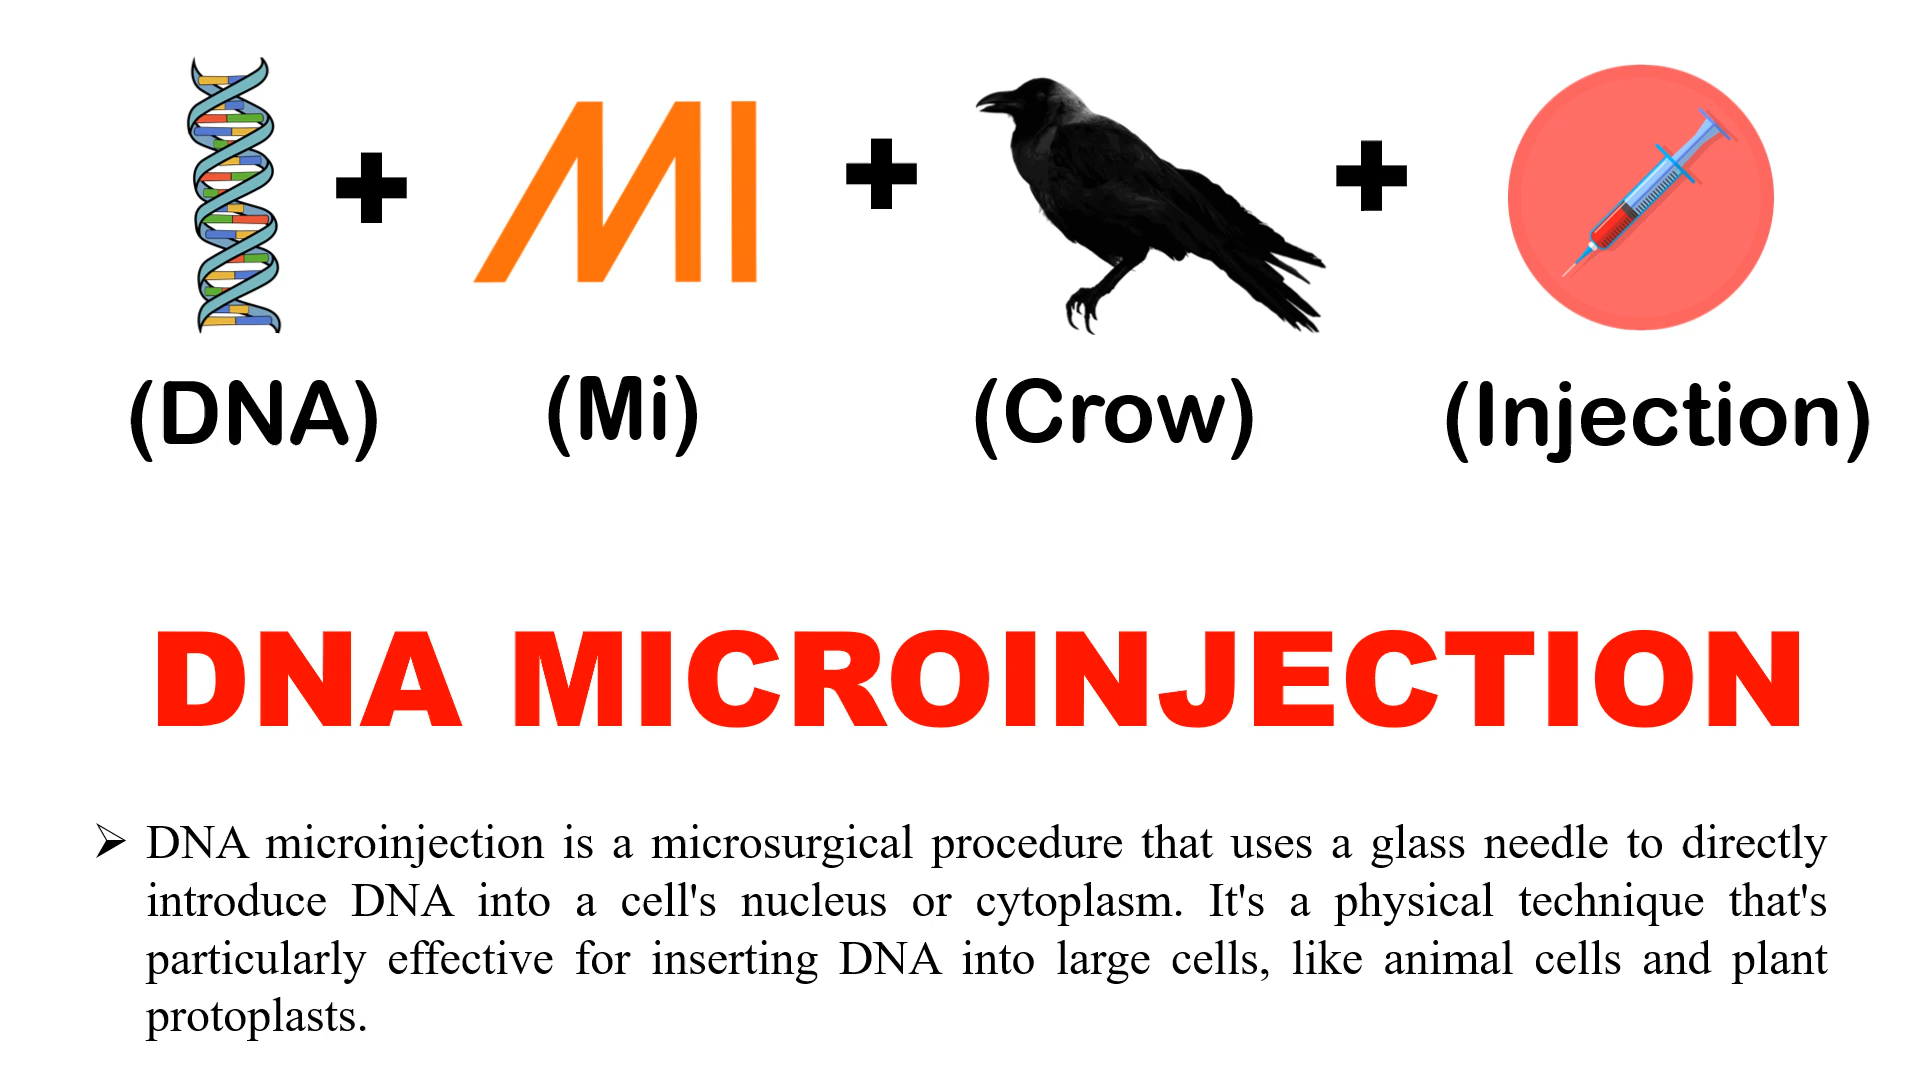 MI
(DNA) (Mi) (Crow) (Injection)
DNA MICROINJECTION
➢ DNA microinjection is a microsurgical procedure that uses a glass needle to directly
introduce DNA into a cell's nucleus or cytoplasm. It's a physical technique that's
particularly effective for inserting DNA into large cells, like animal cells and plant
protoplasts.